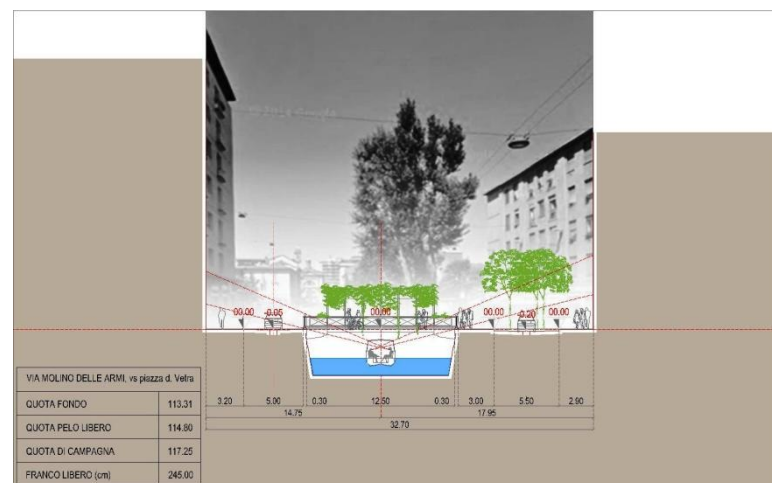 00.00 -0.05 00.00 00.00 -0.20 00.00
VIA MOLINO DELLE ARMI, vs piazza d. Vetra
QUOTA FONDO 113.31
QUOTA PELO LIBERO 114.80
QUOTA DI CAMPAGNA 117.25
FRANCO LIBERO (cm) 245.00
3.20 5.00 0.30 12.50 0.30 3.00 5.50 2.90
14.75 17.95
32.70